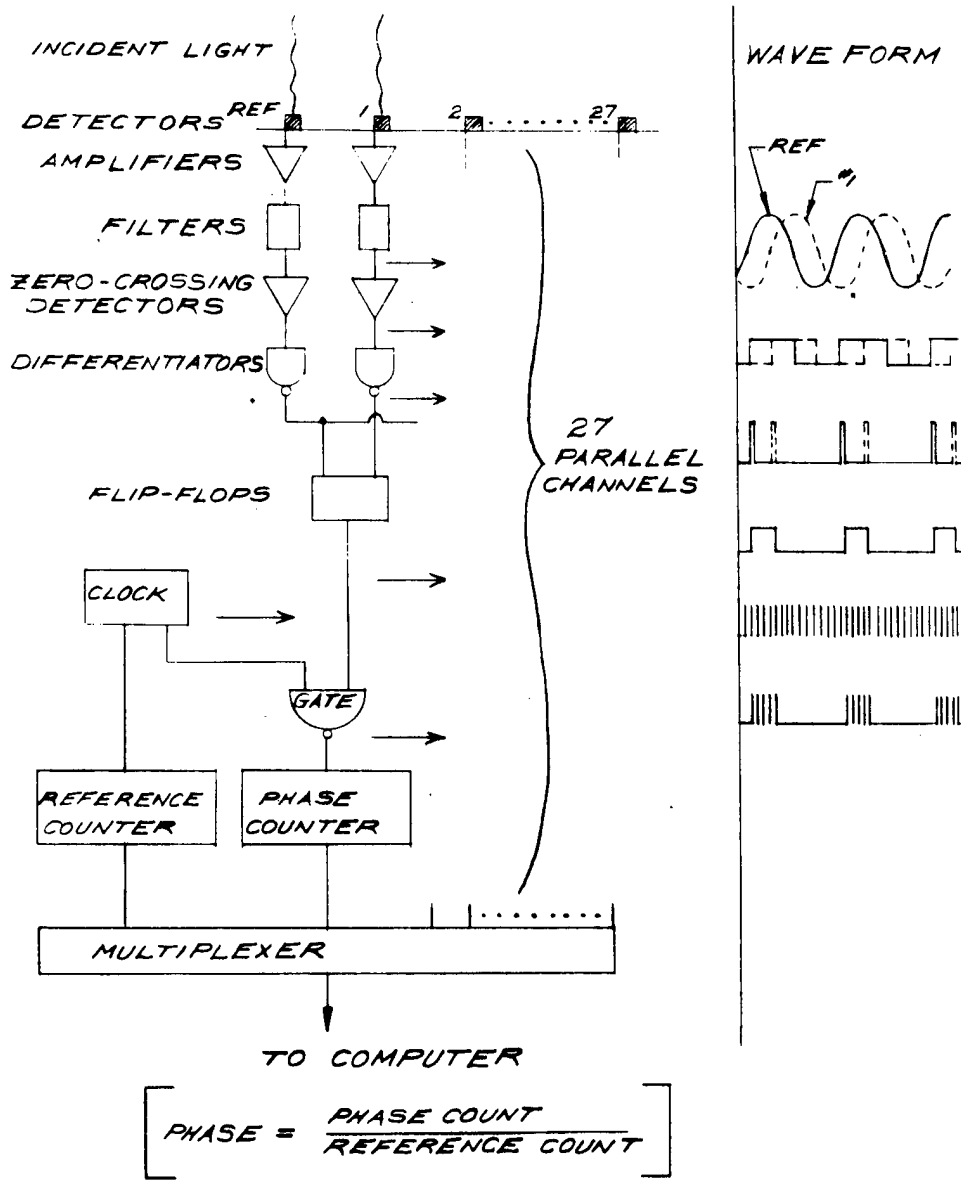 INCIDENT LIGHT
WAVE FORM
DETECTORS REF 1 2 27
AMPLIFIERS
REF
#1
FILTERS
ZERO-CROSSING
DETECTORS
DIFFERENTIATORS
27
PARALLEL
CHANNELS
FLIP-FLOPS
CLOCK
GATE
REFERENCE
COUNTER
PHASE
COUNTER
MULTIPLEXER
TO COMPUTER
PHASE = PHASE COUNT
REFERENCE COUNT